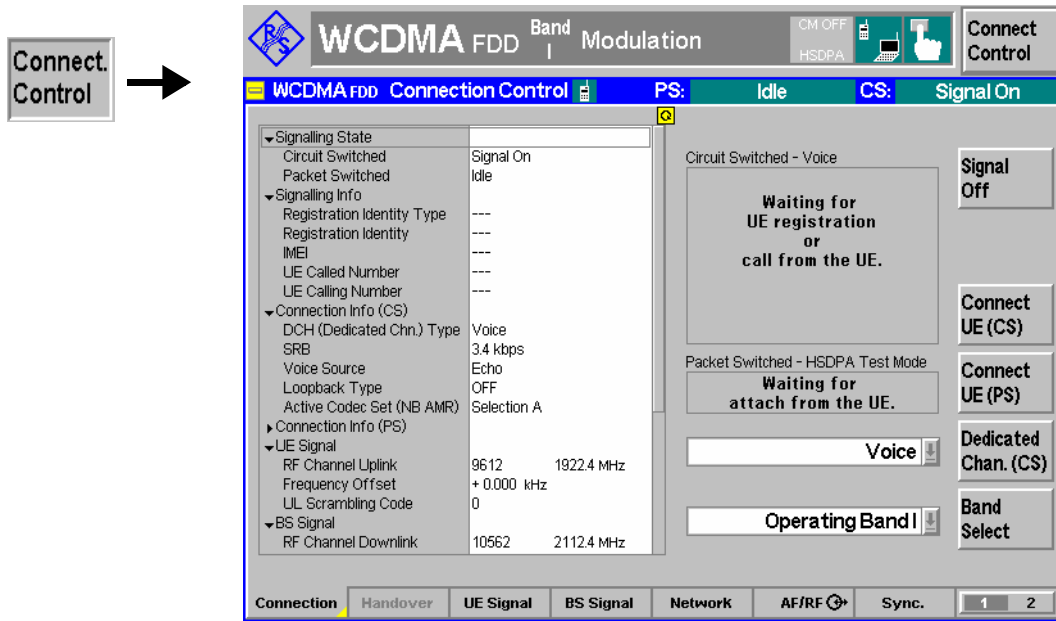 Connect.
Control
R S
WCDMA FDD Band I Modulation
CM OFF
HSDPA
Connect
Control
WCDMA FDD Connection Control PS: Idle CS: Signal On
Signalling State
Circuit Switched Signal On
Packet Switched Idle
Signalling Info
Registration Identity Type ---
Registration Identity ---
IMEI ---
UE Called Number ---
UE Calling Number ---
Connection Info (CS)
DCH (Dedicated Chn.) Type Voice
SRB 3.4 kbps
Voice Source Echo
Loopback Type OFF
Active Codec Set (NB AMR) Selection A
Connection Info (PS)
UE Signal
RF Channel Uplink 9612 1922.4 MHz
Frequency Offset + 0.000 kHz
UL Scrambling Code 0
BS Signal
RF Channel Downlink 10562 2112.4 MHz
Circuit Switched - Voice
Waiting for
UE registration
or
call from the UE.
Packet Switched - HSDPA Test Mode
Waiting for
attach from the UE.
Voice
Operating Band I
Signal
Off
Connect
UE (CS)
Connect
UE (PS)
Dedicated
Chan. (CS)
Band
Select
Connection Handover UE Signal BS Signal Network AF/RF Sync. 1 2